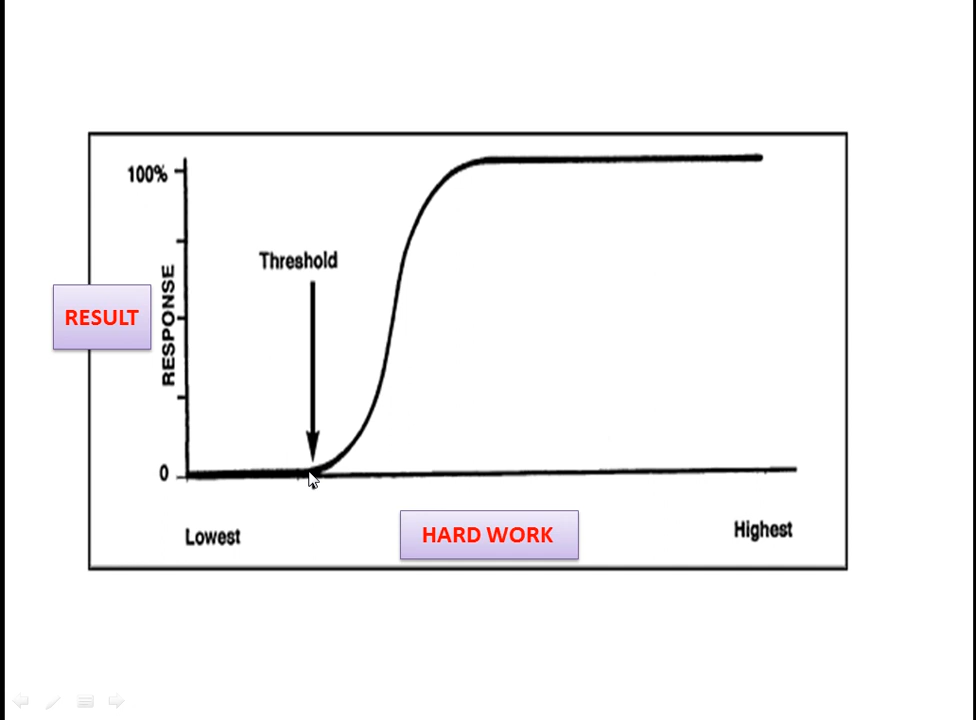 100%
Threshold
RESULT
RESPONSE
0
Lowest
HARD WORK
Highest